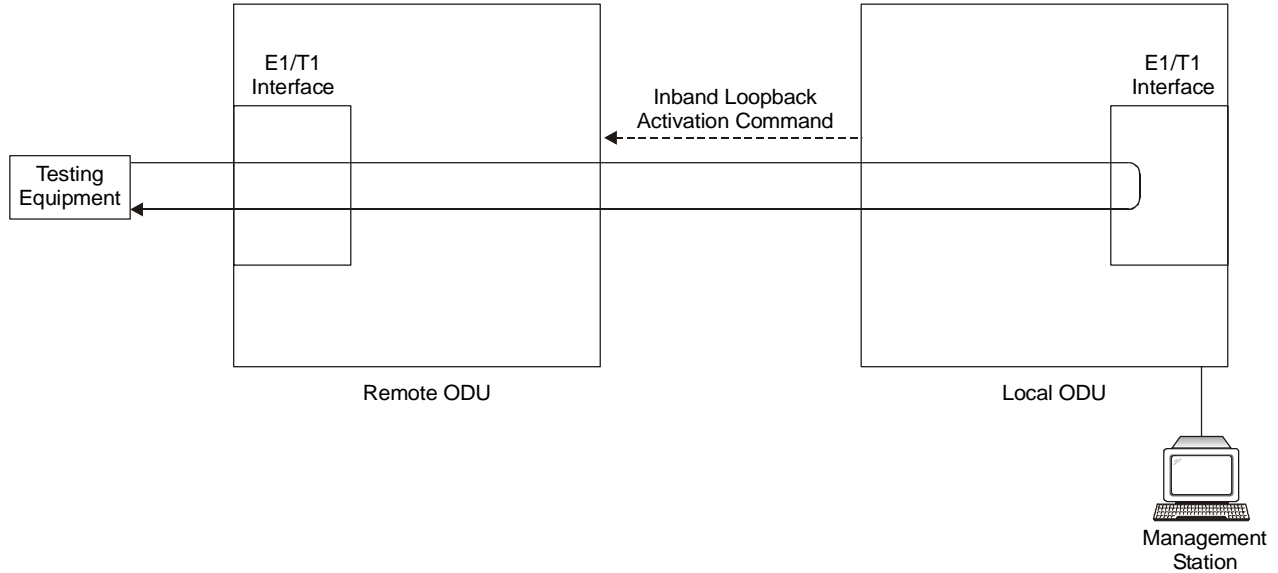 E1/T1
Interface
E1/T1
Interface
Inband Loopback
Activation Command
Testing
Equipment
Remote ODU
Local ODU
Management
Station